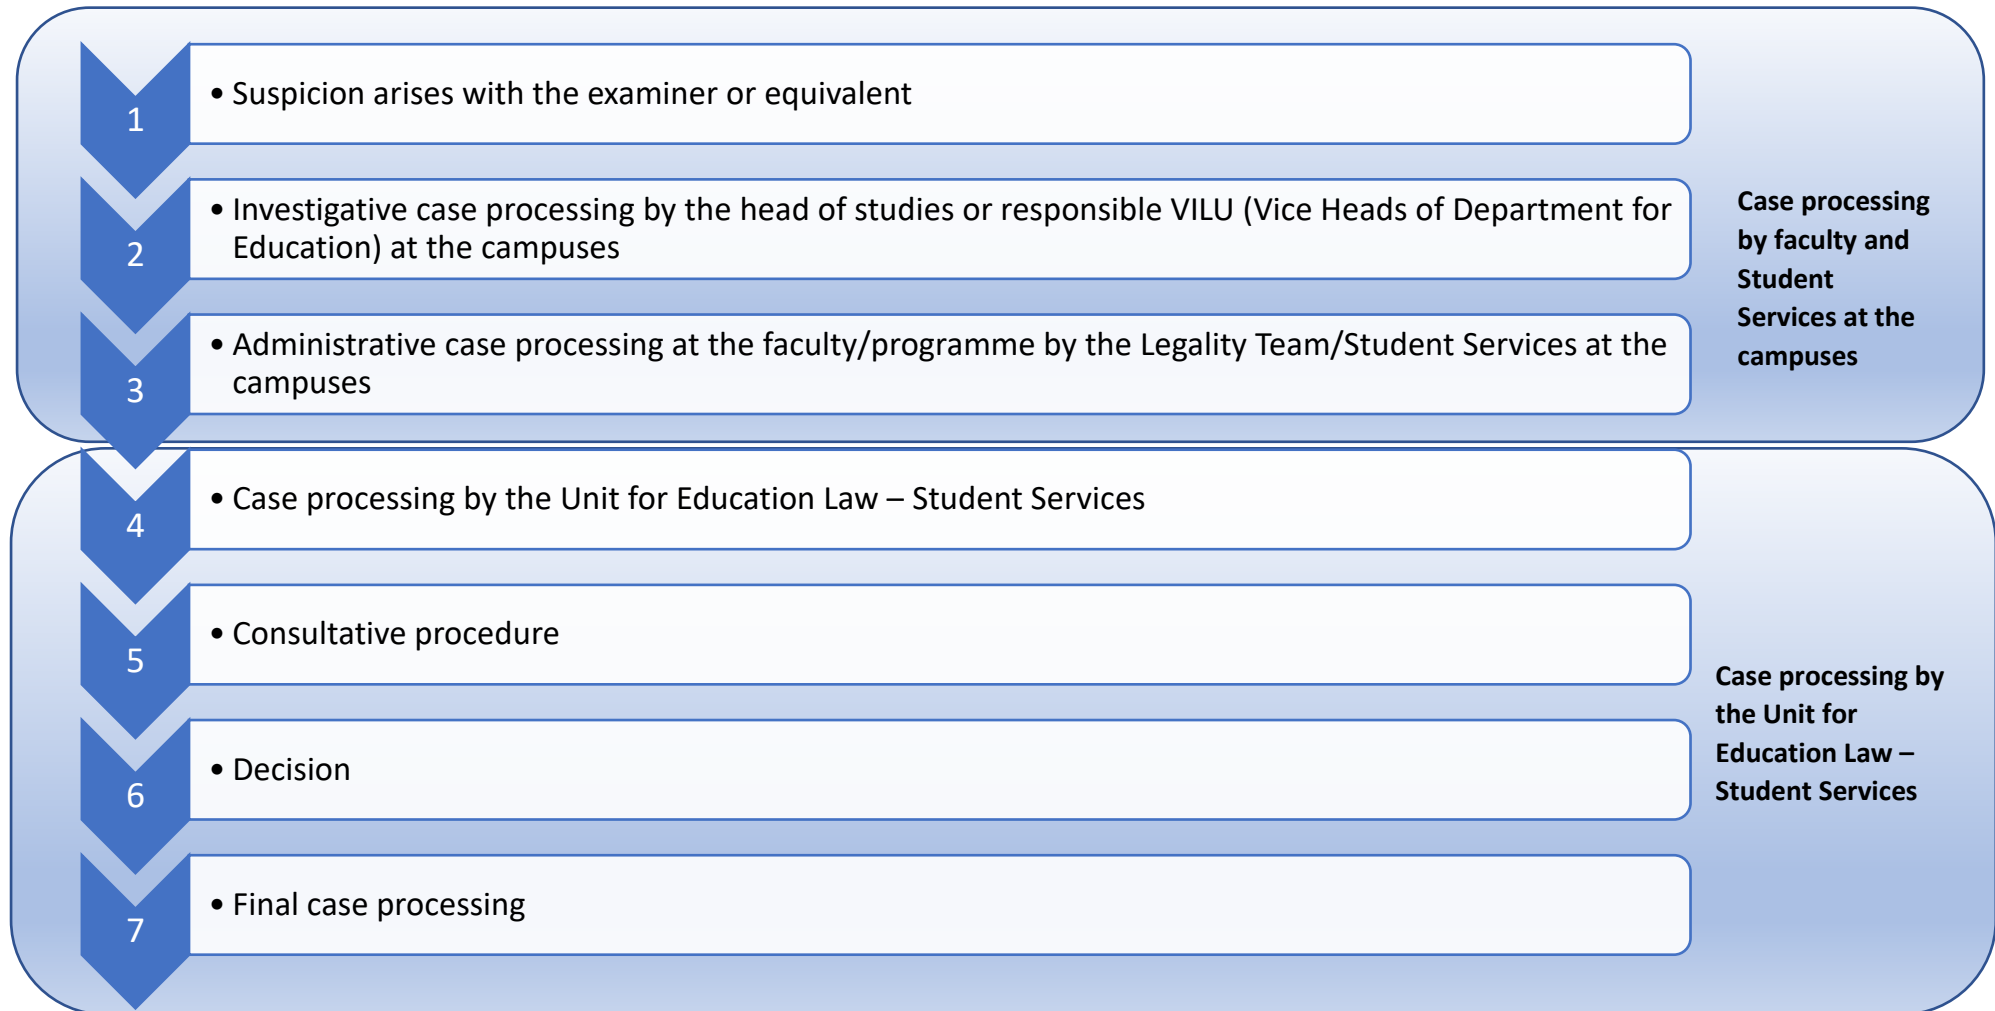 1
• Suspicion arises with the examiner or equivalent
2
• Investigative case processing by the head of studies or responsible VILU (Vice Heads of Department for
Education) at the campuses
3
• Administrative case processing at the faculty/programme by the Legality Team/Student Services at the
campuses
Case processing
by faculty and
Student
Services at the
campuses
4
• Case processing by the Unit for Education Law – Student Services
5
• Consultative procedure
6
• Decision
7
• Final case processing
Case processing by
the Unit for
Education Law –
Student Services